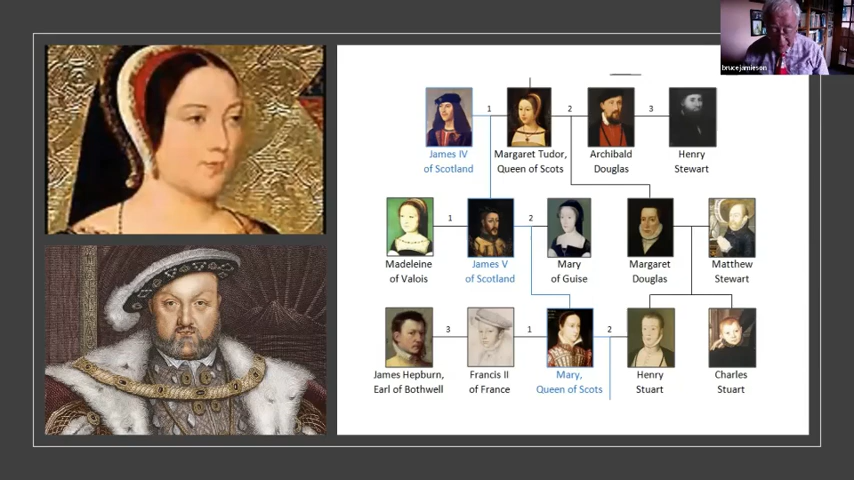 brucejamieson
1
2
3
James IV
of Scotland
Margaret Tudor,
Queen of Scots
Archibald
Douglas
Henry
Stewart
1
2
Madeleine
of Valois
James V
of Scotland
Mary
of Guise
Margaret
Douglas
Matthew
Stewart
3
1
2
James Hepburn,
Earl of Bothwell
Francis II
of France
Mary,
Queen of Scots
Henry
Stuart
Charles
Stuart